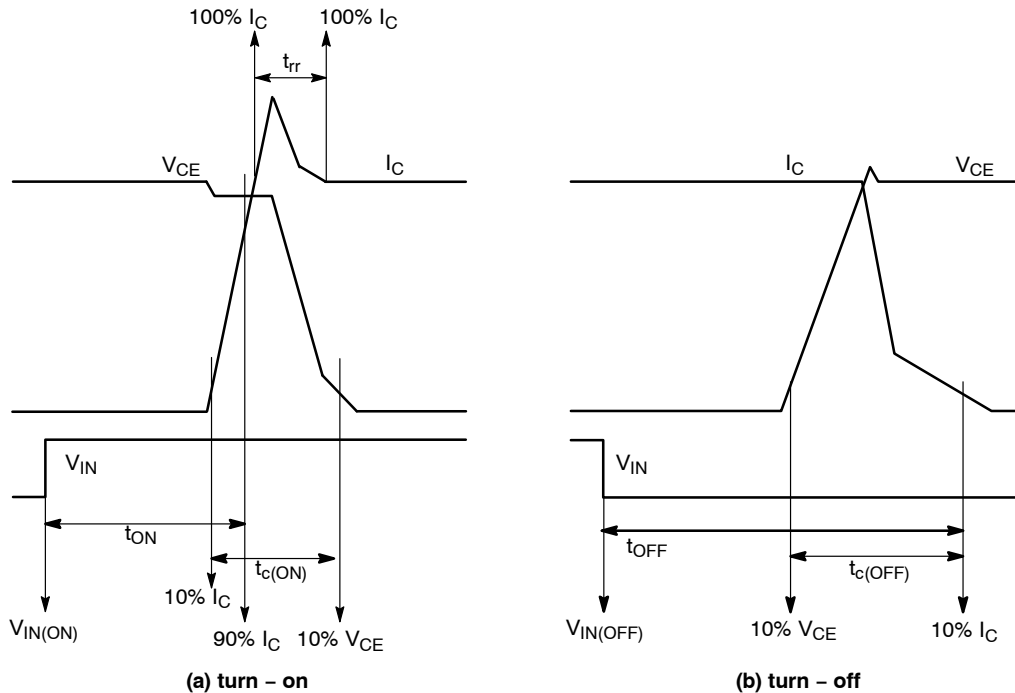 100% I_C 100% I_C
t_rr
V_CE I_C
V_IN
t_ON
t_c(ON)
10% I_C
V_IN(ON)
90% I_C 10% V_CE
(a) turn – on
I_C V_CE
V_IN
t_OFF
t_c(OFF)
V_IN(OFF) 10% V_CE 10% I_C
(b) turn – off